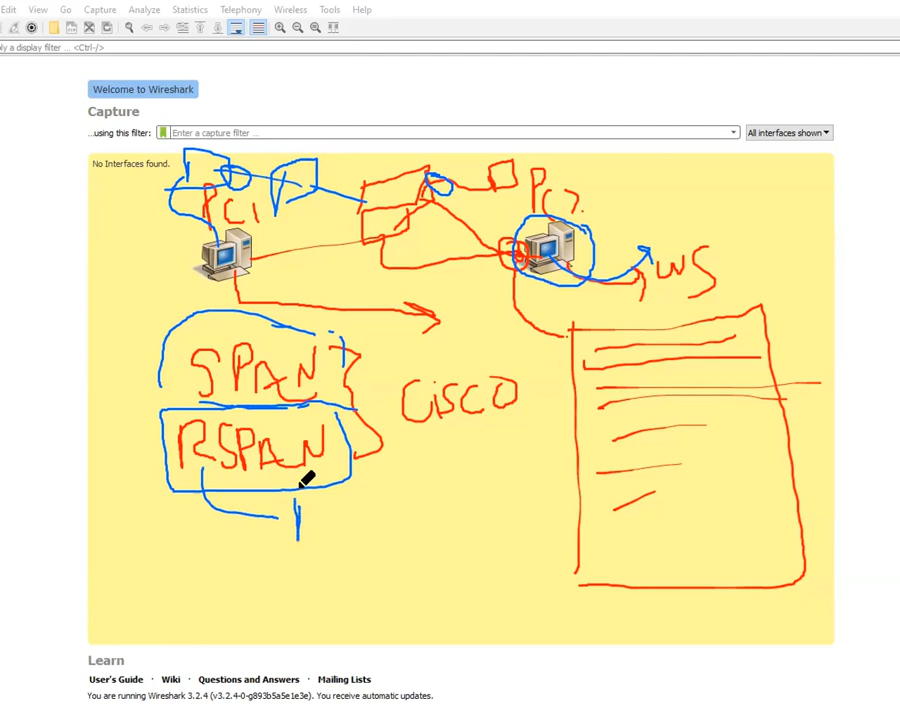 Edit View Go Capture Analyze Statistics Telephony Wireless Tools Help
ply a display filter ... <Ctrl-/>
Welcome to Wireshark
Capture
...using this filter: Enter a capture filter ... All interfaces shown
No Interfaces found.
PC1
PC2
WS
SPAN
CISCO
RSPAN
Learn
User's Guide · Wiki · Questions and Answers · Mailing Lists
You are running Wireshark 3.2.4 (v3.2.4-0-g893b5a5e1e3e). You receive automatic updates.